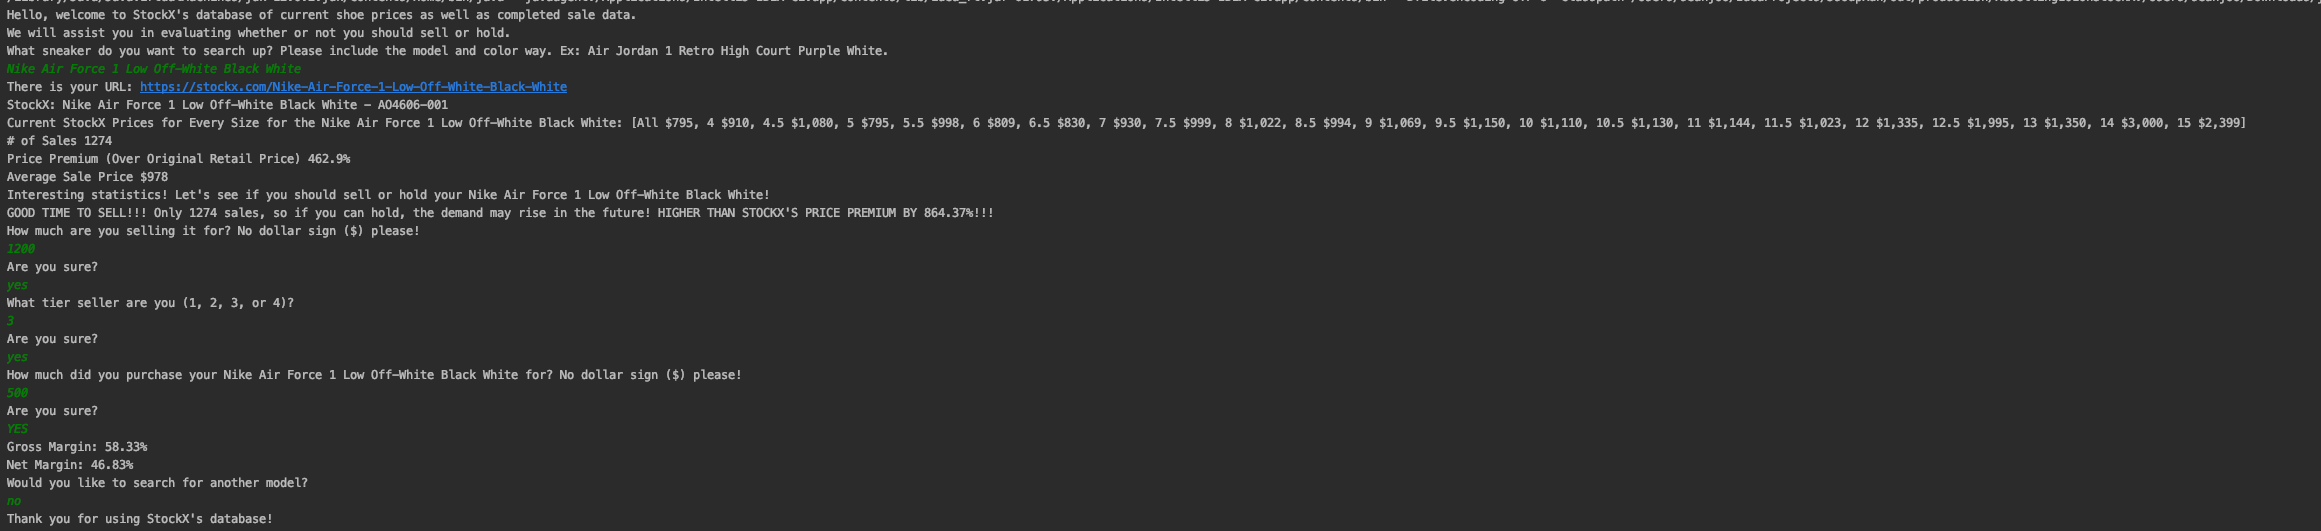 Hello, welcome to StockX's database of current shoe prices as well as completed sale data.
We will assist you in evaluating whether or not you should sell or hold.
What sneaker do you want to search up? Please include the model and color way. Ex: Air Jordan 1 Retro High Court Purple White.
Nike Air Force 1 Low Off-White Black White
There is your URL: https://stockx.com/Nike-Air-Force-1-Low-Off-White-Black-White
StockX: Nike Air Force 1 Low Off-White Black White - AO4606-001
Current StockX Prices for Every Size for the Nike Air Force 1 Low Off-White Black White: [All $795, 4 $910, 4.5 $1,080, 5 $795, 5.5 $998, 6 $809, 6.5 $830, 7 $930, 7.5 $999, 8 $1,022, 8.5 $994, 9 $1,069, 9.5 $1,150, 10 $1,110, 10.5 $1,130, 11 $1,144, 11.5 $1,023, 12 $1,335, 12.5 $1,995, 13 $1,350, 14 $3,000, 15 $2,399]
# of Sales 1274
Price Premium (Over Original Retail Price) 462.9%
Average Sale Price $978
Interesting statistics! Let's see if you should sell or hold your Nike Air Force 1 Low Off-White Black White!
GOOD TIME TO SELL!!! Only 1274 sales, so if you can hold, the demand may rise in the future! HIGHER THAN STOCKX'S PRICE PREMIUM BY 864.37%!!!
How much are you selling it for? No dollar sign ($) please!
1200
Are you sure?
yes
What tier seller are you (1, 2, 3, or 4)?
3
Are you sure?
yes
How much did you purchase your Nike Air Force 1 Low Off-White Black White for? No dollar sign ($) please!
500
Are you sure?
YES
Gross Margin: 58.33%
Net Margin: 46.83%
Would you like to search for another model?
no
Thank you for using StockX's database!